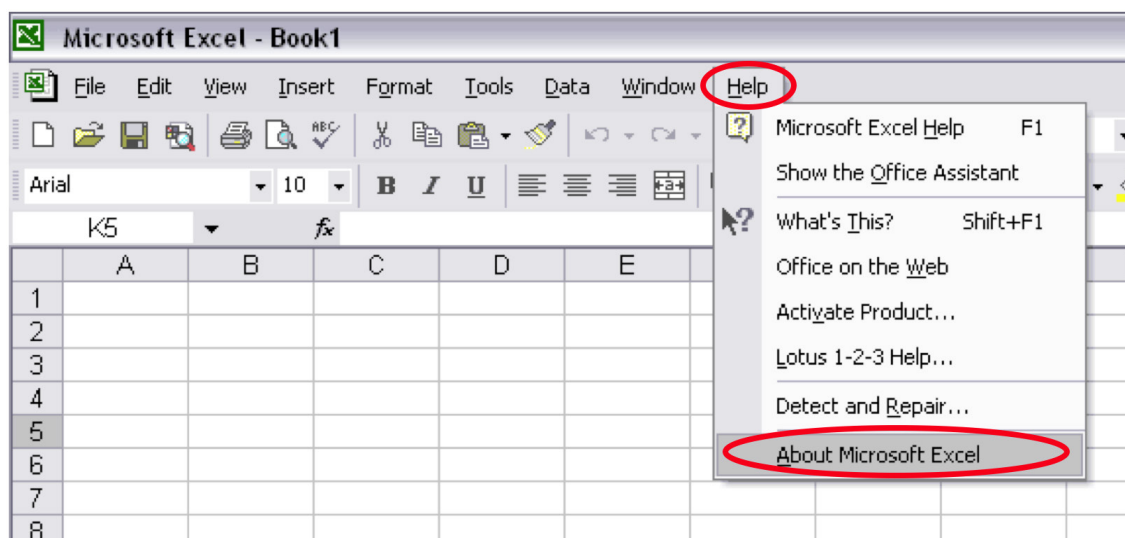 Microsoft Excel - Book1
File Edit View Insert Format Tools Data Window Help
ABC
Arial 10 B I U a
K5 fx
A B C D E
1
2
3
4
5
6
7
8
? Microsoft Excel Help F1
Show the Office Assistant
? What's This? Shift+F1
Office on the Web
Activate Product...
Lotus 1-2-3 Help...
Detect and Repair...
About Microsoft Excel